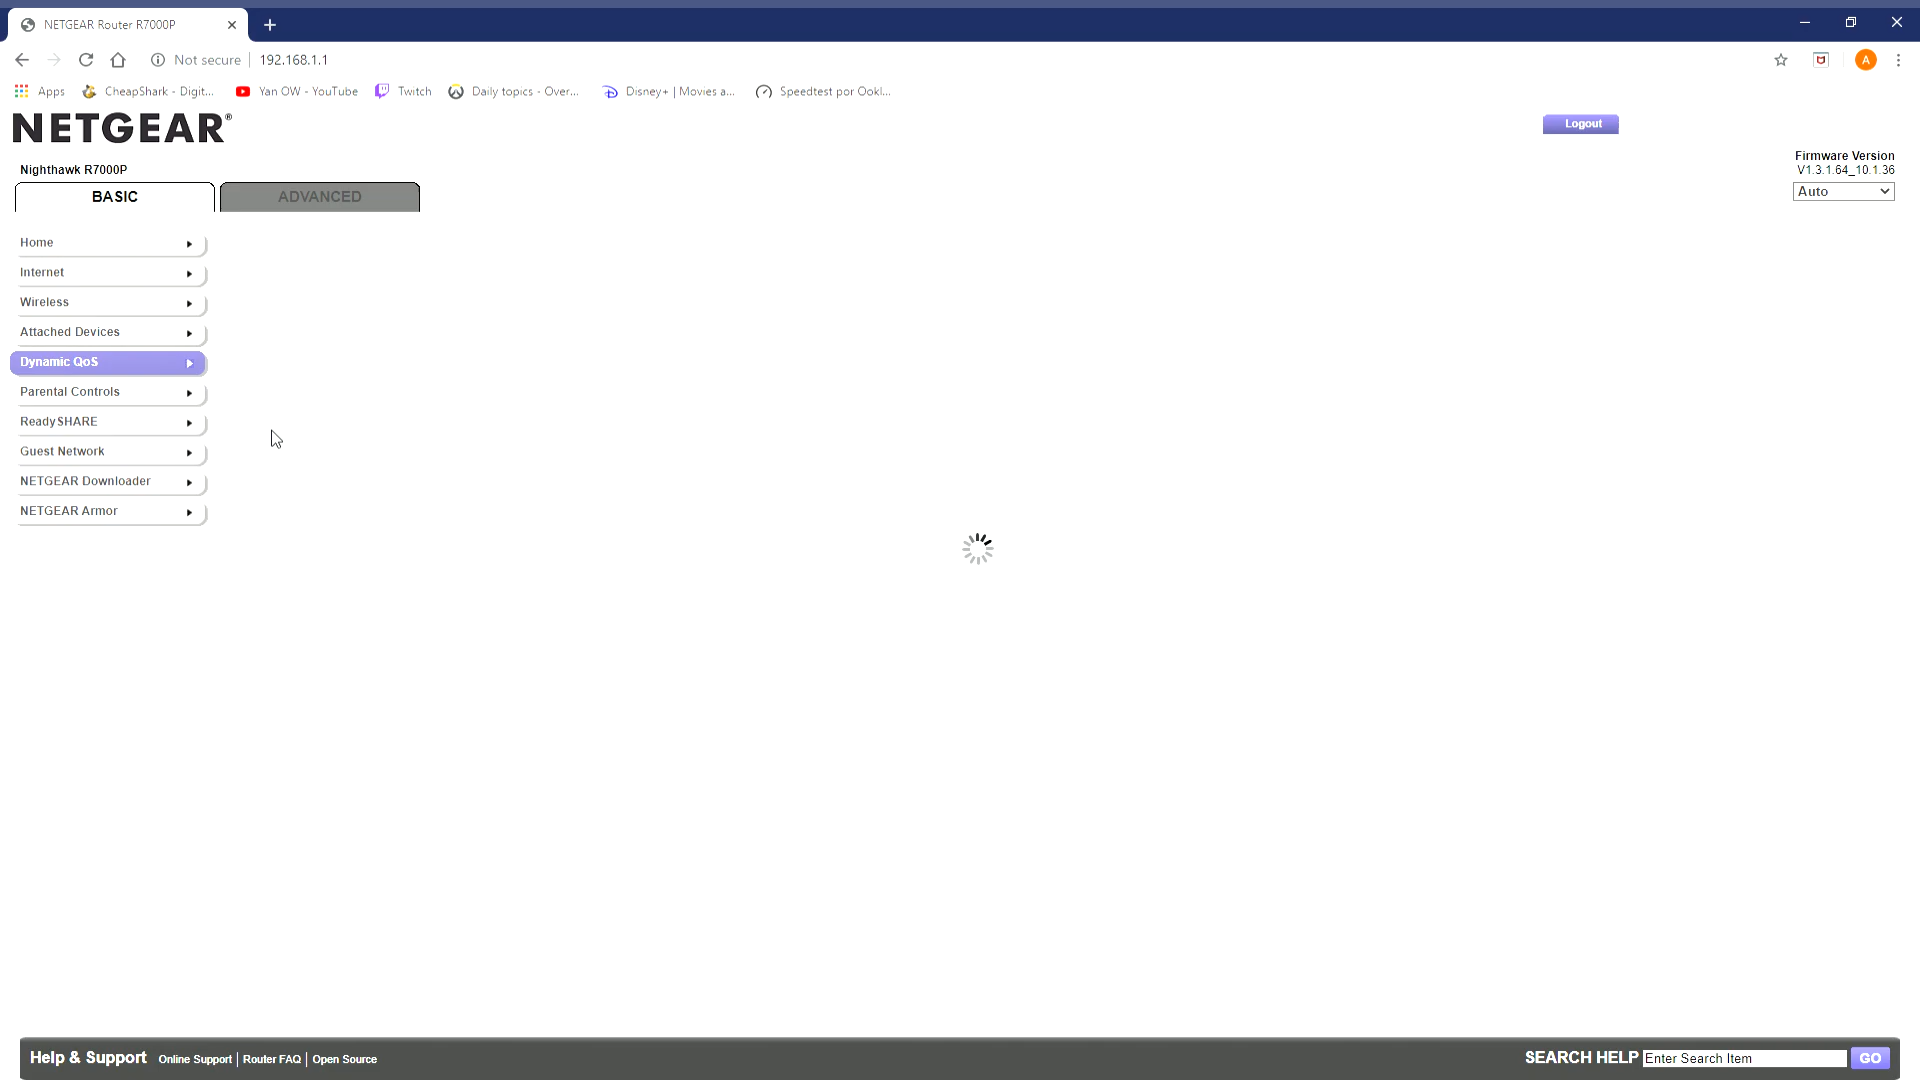 NETGEAR Router R7000P
Not secure 192.168.1.1
Apps CheapShark - Digit... Yan OW - YouTube Twitch Daily topics - Over... Disney+ | Movies a... Speedtest por Ookl...
A
NETGEAR®
Logout
Nighthawk R7000P
Firmware Version
V1.3.1.64_10.1.36
BASIC
ADVANCED
Auto
Home
Internet
Wireless
Attached Devices
Dynamic QoS
Parental Controls
ReadySHARE
Guest Network
NETGEAR Downloader
NETGEAR Armor
Help & Support Online Support | Router FAQ | Open Source
SEARCH HELP Enter Search Item GO